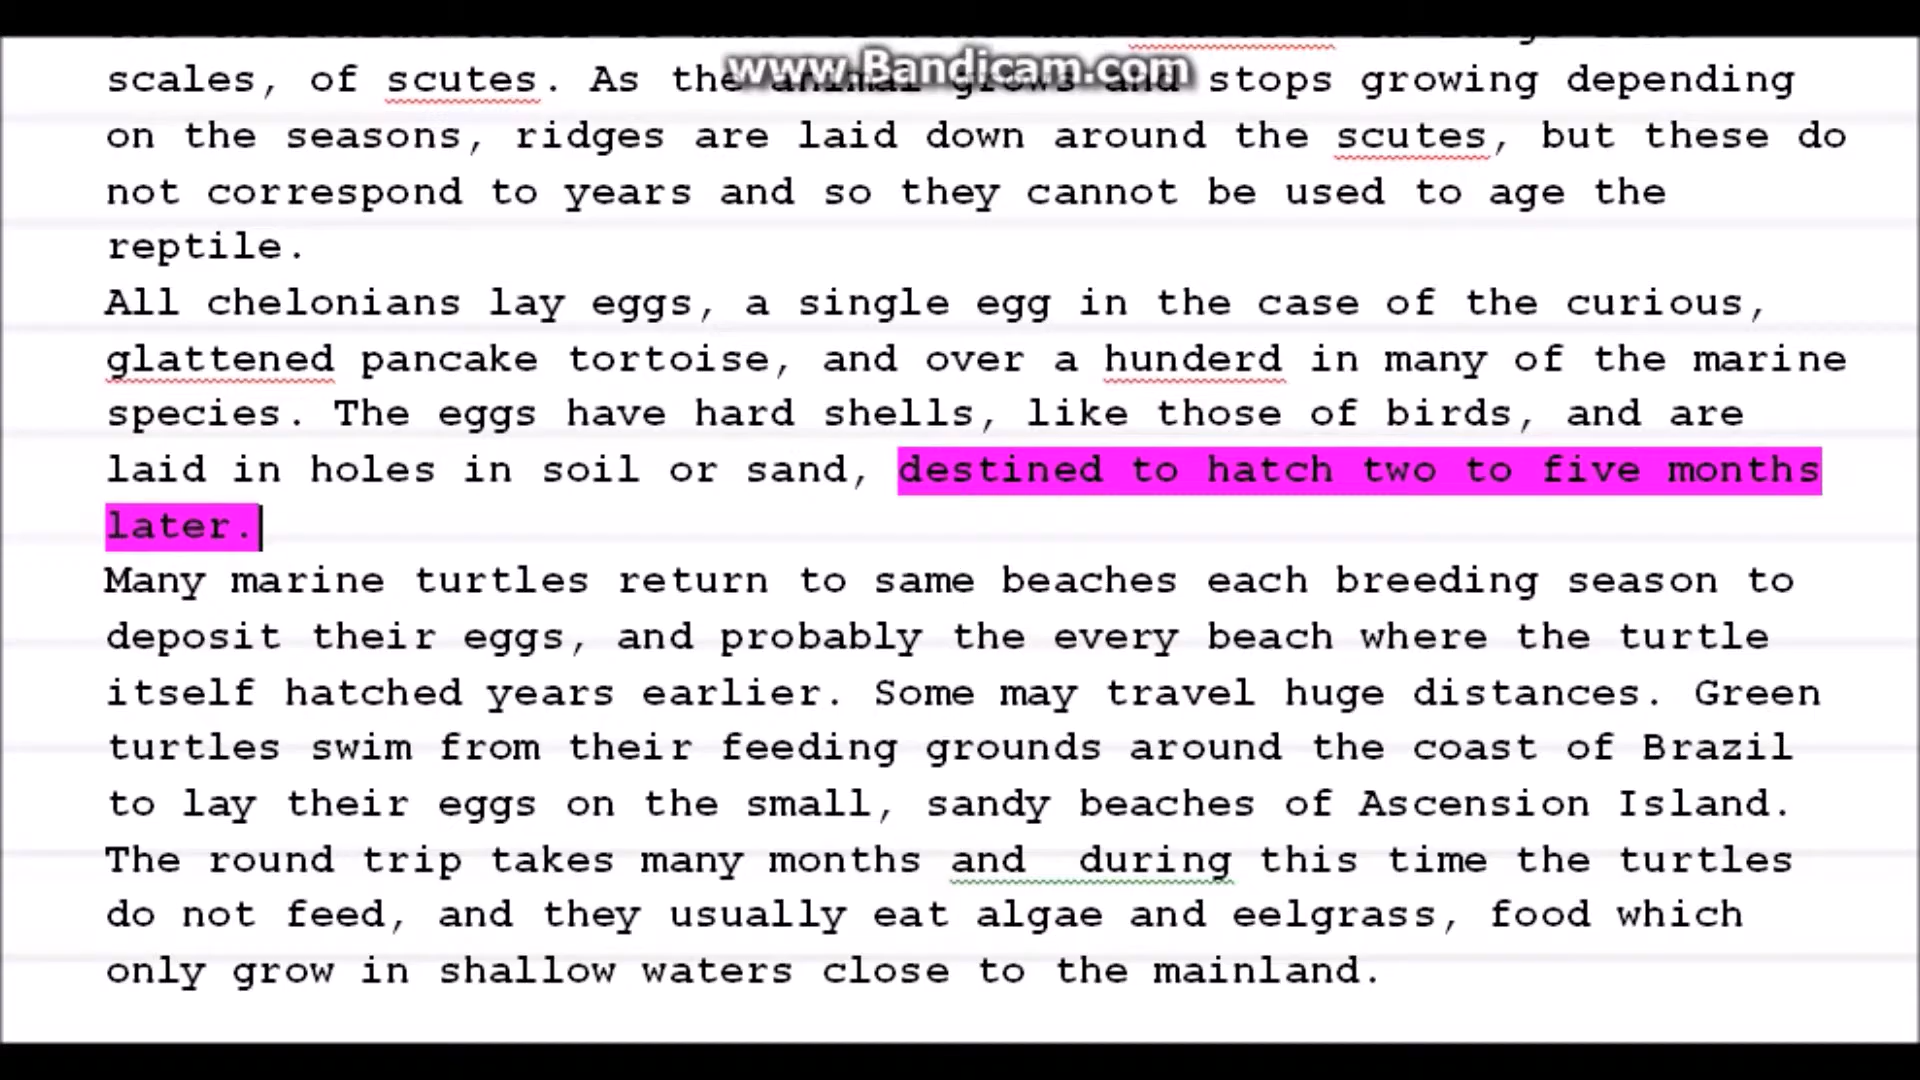 www.Bandicam.com
scales, of scutes. As the animal grows and stops growing depending
on the seasons, ridges are laid down around the scutes, but these do
not correspond to years and so they cannot be used to age the
reptile.
All chelonians lay eggs, a single egg in the case of the curious,
glattened pancake tortoise, and over a hunderd in many of the marine
species. The eggs have hard shells, like those of birds, and are
laid in holes in soil or sand, destined to hatch two to five months
later.
Many marine turtles return to same beaches each breeding season to
deposit their eggs, and probably the every beach where the turtle
itself hatched years earlier. Some may travel huge distances. Green
turtles swim from their feeding grounds around the coast of Brazil
to lay their eggs on the small, sandy beaches of Ascension Island.
The round trip takes many months and  during this time the turtles
do not feed, and they usually eat algae and eelgrass, food which
only grow in shallow waters close to the mainland.